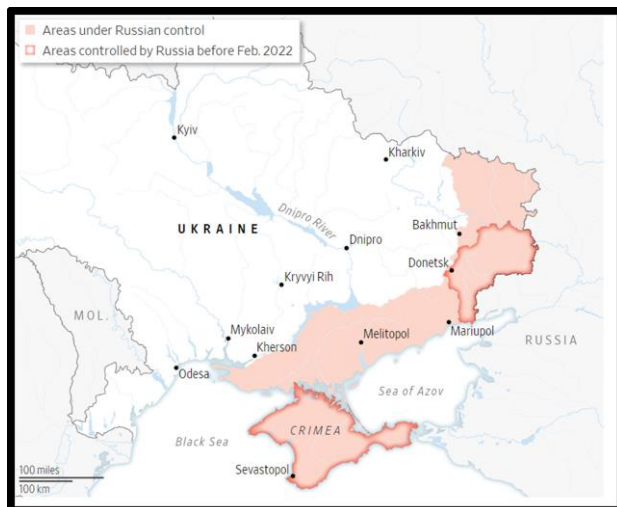 Areas under Russian control
Areas controlled by Russia before Feb. 2022
Kyiv
Kharkiv
Dnipro River
UKRAINE
Bakhmut
Dnipro
Donetsk
Kryvyi Rih
MOL.
Mykolaiv
Melitopol
Mariupol
Kherson
RUSSIA
Odesa
Sea of Azov
CRIMEA
Black Sea
Sevastopol
100 miles
100 km